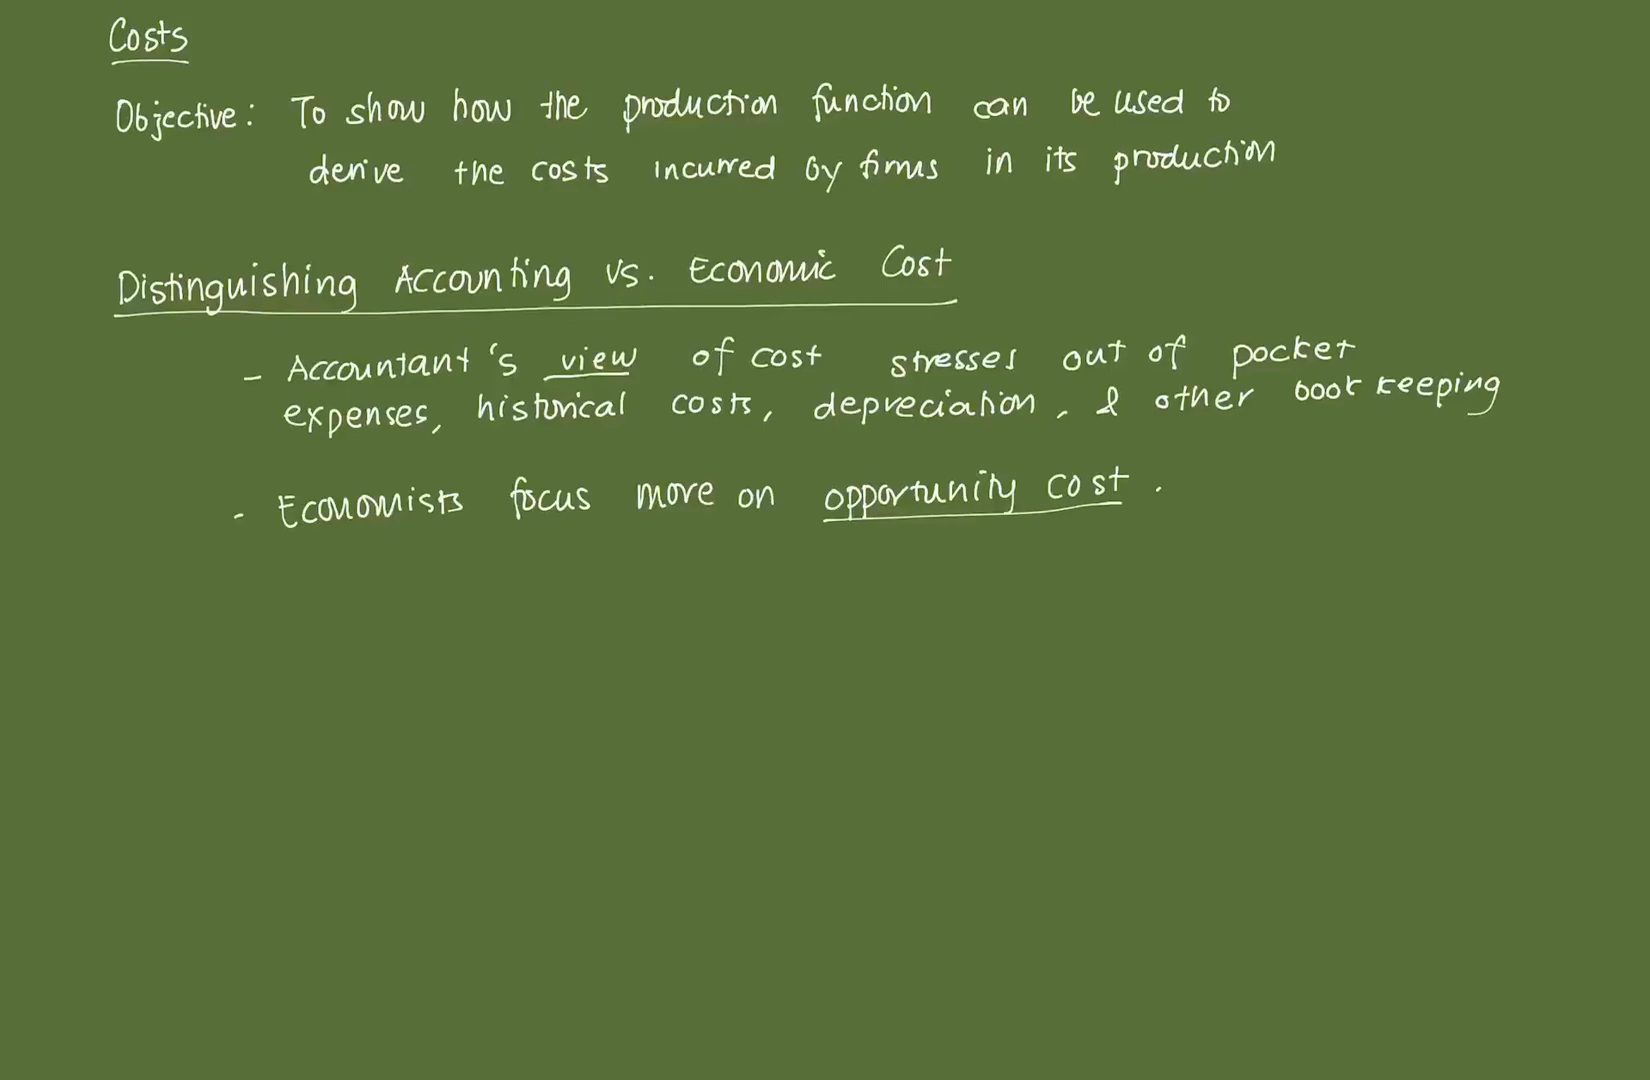 Costs
Objective: To show how the production function can be used to
derive the costs incurred by firms in its production
Distinguishing Accounting vs. Economic Cost
- Accountant's view of cost stresses out of pocket
expenses, historical costs, depreciation, & other book keeping
- Economists focus more on opportunity cost.